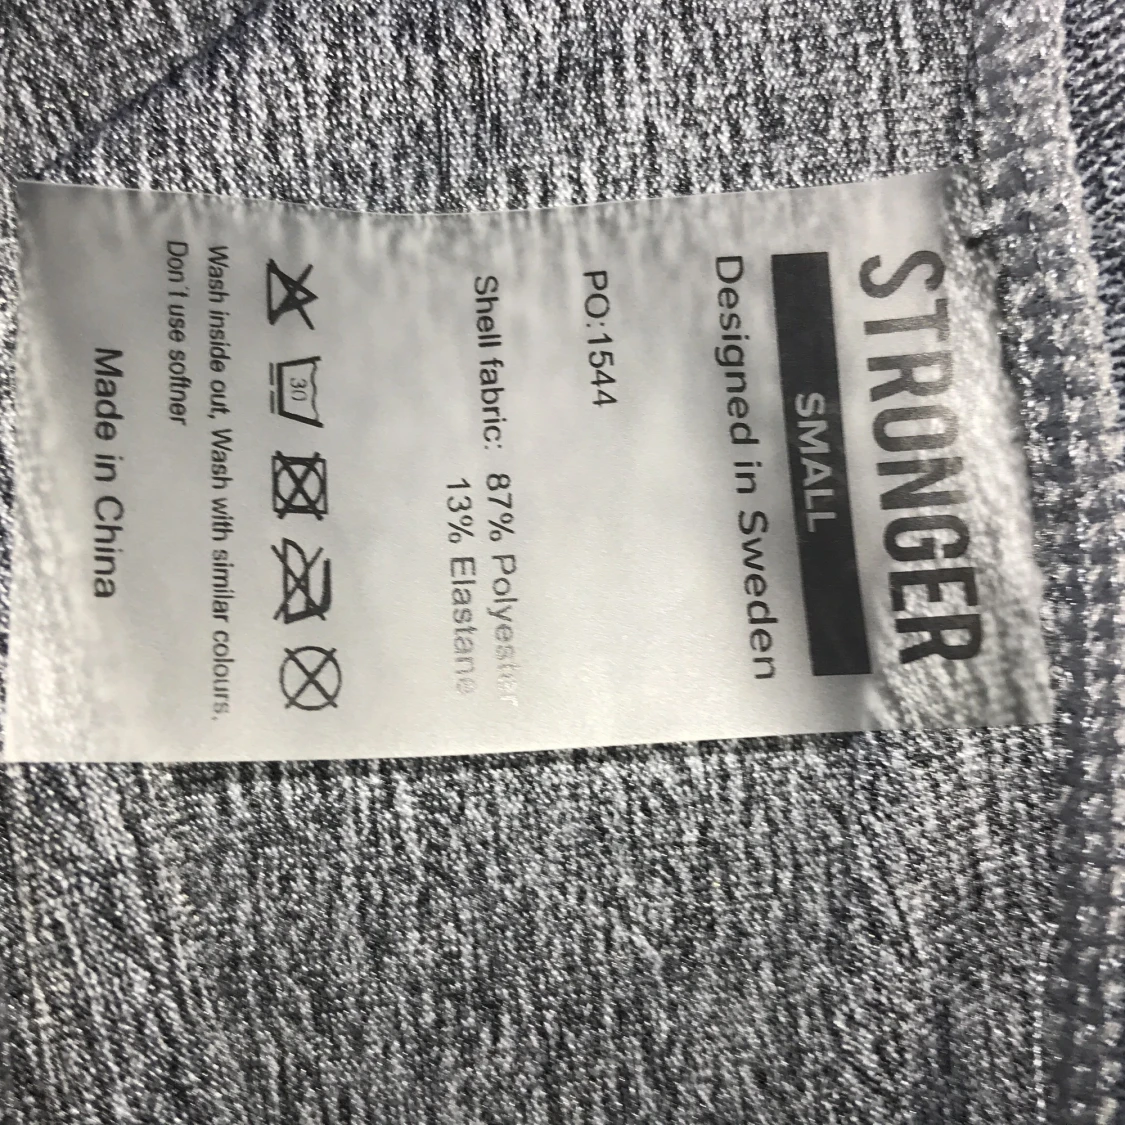 STRONGER
SMALL
Designed in Sweden
PO:1544
Shell fabric: 87% Polyester
13% Elastane
30
Wash inside out, Wash with similar colours.
Don´t use softner
Made in China